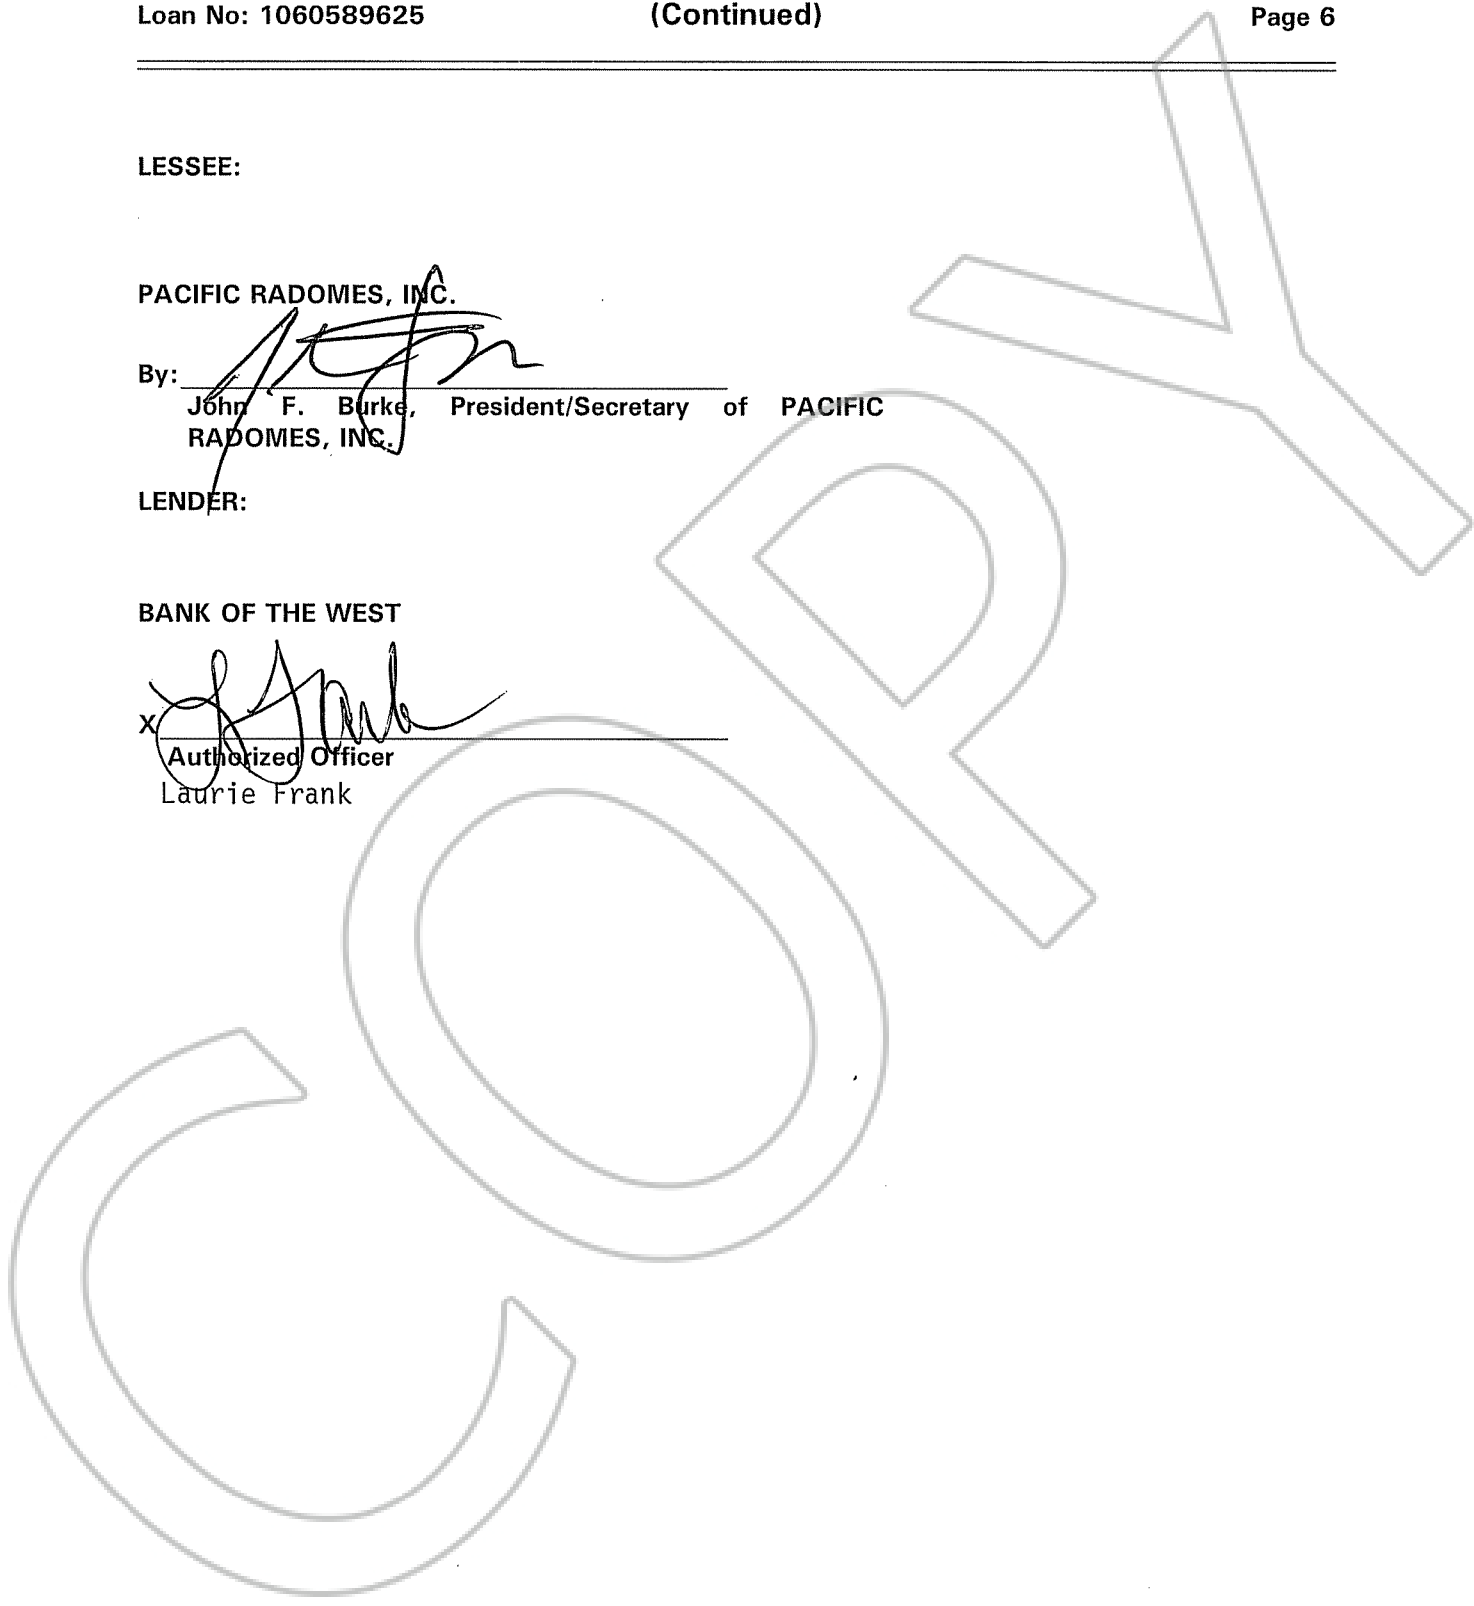 Loan No: 1060589625 (Continued) Page 6
LESSEE:
PACIFIC RADOMES, INC.
By:
John F. Burke, President/Secretary of PACIFIC
RADOMES, INC.
LENDER:
BANK OF THE WEST
X
Authorized Officer
Laurie Frank
COPY